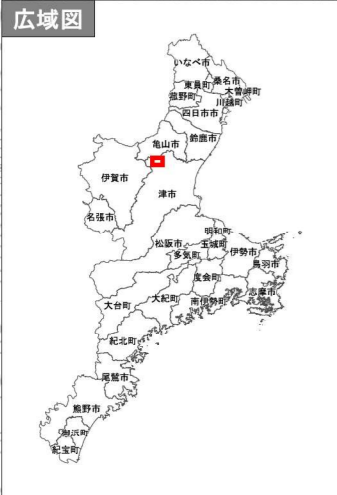 広域図
いなべ市
東員町
桑名市
木曽岬町
菰野町
川越町
四日市市
亀山市
鈴鹿市
伊賀市
津市
名張市
明和町
松阪市
玉城町
伊勢市
多気町
鳥羽市
度会町
志摩市
大台町
大紀町
南伊勢町
紀北町
尾鷲市
熊野市
御浜町
紀宝町